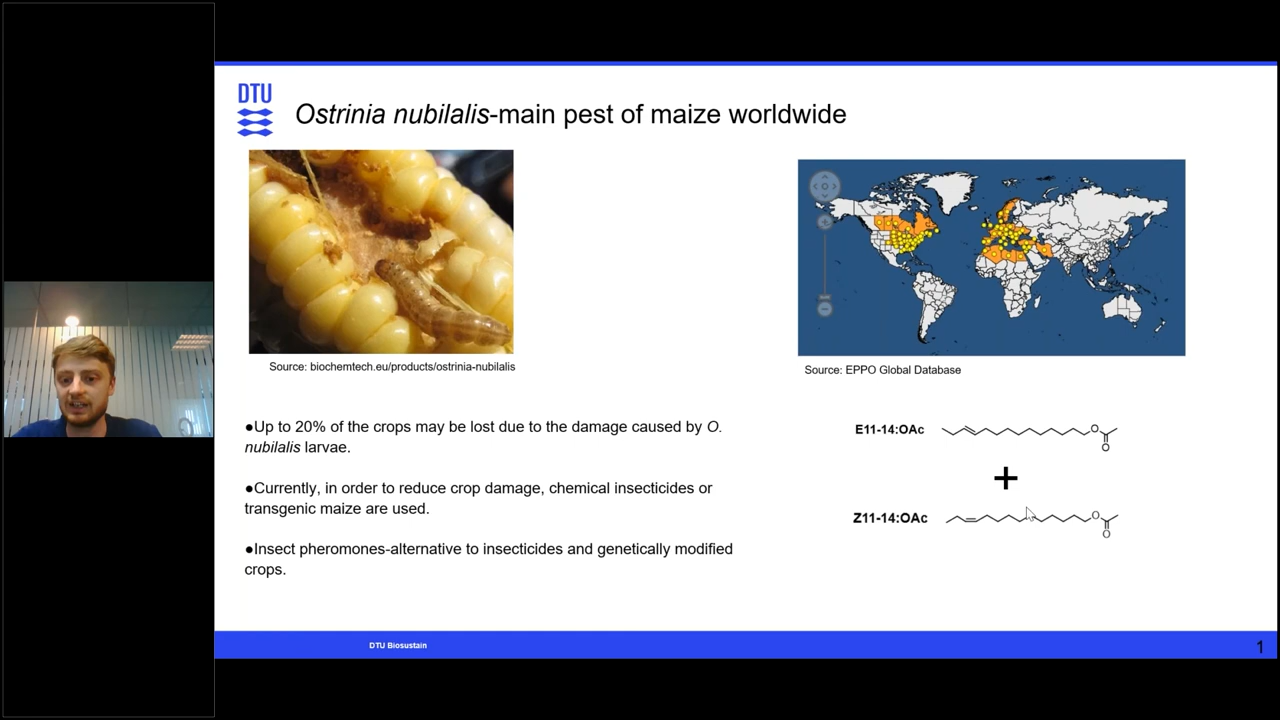 DTU
Ostrinia nubilalis-main pest of maize worldwide
Source: biochemtech.eu/products/ostrinia-nubilalis
Source: EPPO Global Database
●Up to 20% of the crops may be lost due to the damage caused by O.
nubilalis larvae.
●Currently, in order to reduce crop damage, chemical insecticides or
transgenic maize are used.
●Insect pheromones-alternative to insecticides and genetically modified
crops.
E11-14:OAc
O
O
+
Z11-14:OAc
O
O
DTU Biosustain
1